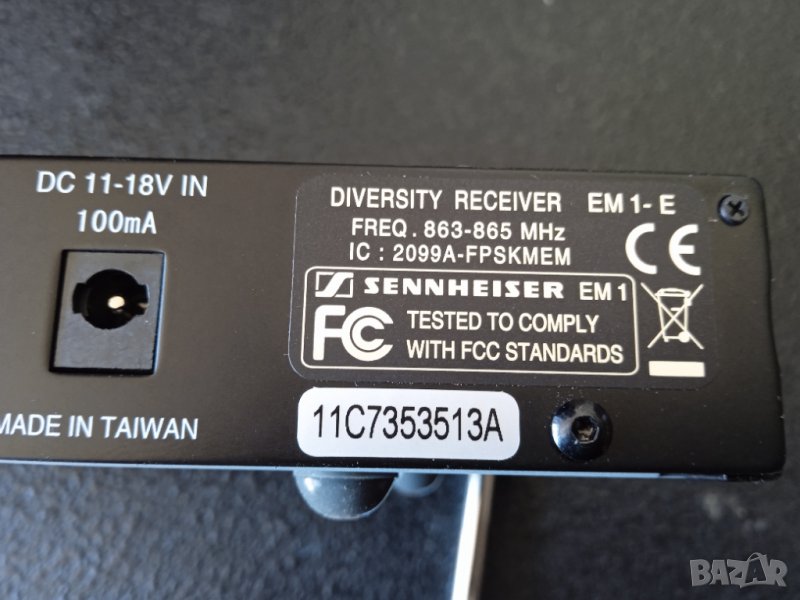 DC 11-18V IN
100mA
MADE IN TAIWAN
DIVERSITY RECEIVER EM 1- E
FREQ. 863-865 MHz
IC : 2099A-FPSKMEM
CE
SENNHEISER EM 1
FC
TESTED TO COMPLY
WITH FCC STANDARDS
11C7353513A
BAZAR